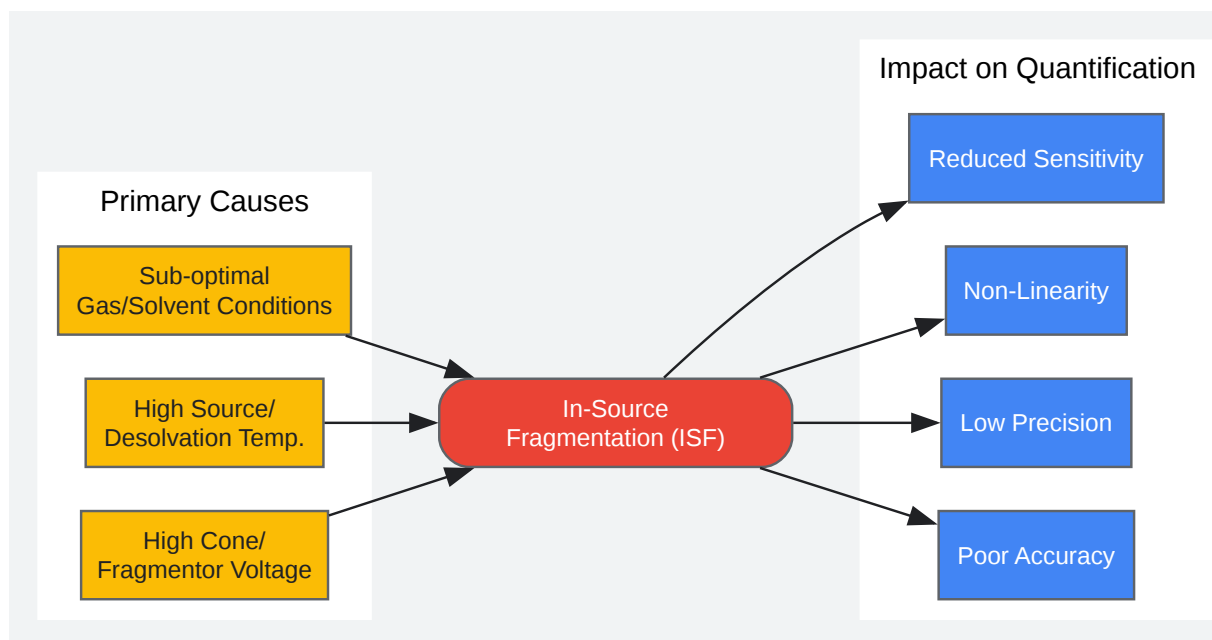 Primary Causes
Sub-optimal
Gas/Solvent Conditions
High Source/
Desolvation Temp.
High Cone/
Fragmentor Voltage
In-Source
Fragmentation (ISF)
Impact on Quantification
Reduced Sensitivity
Non-Linearity
Low Precision
Poor Accuracy